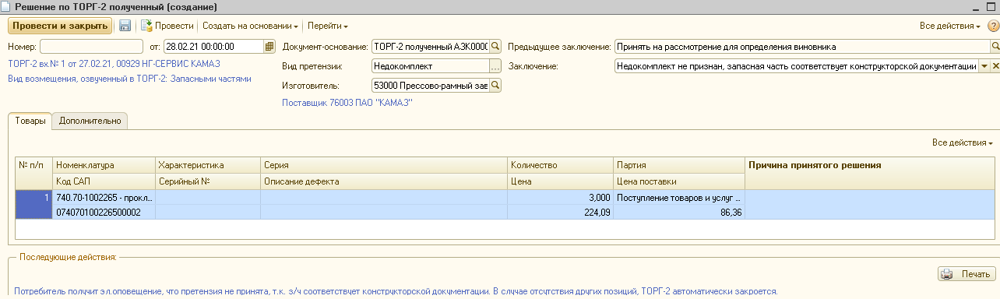 Решение по ТОРГ-2 полученный (создание)
Провести и закрыть Провести Создать на основании Перейти Все действия
Номер: от: 28.02.21 00:00:00 Документ-основание: ТОРГ-2 полученный АЗК0000 Предыдущее заключение: Принять на рассмотрение для определения виновника
ТОРГ-2 вх.№ 1 от 27.02.21, 00929 НГ-СЕРВИС КАМАЗ Вид претензии: Недокомплект ... Заключение: Недокомплект не признан, запасная часть соответствует конструкторской документации
Вид возмещения, озвученный в ТОРГ-2: Запасными частями Изготовитель: 53000 Прессово-рамный зав
Поставщик 76003 ПАО "КАМАЗ"
Товары Дополнительно
Все действия
№ п/п Номенклатура Характеристика Серия Количество Партия Причина принятого решения
Код САП Серийный № Описание дефекта Цена Цена поставки
1 740.70-1002265 - прокл... 3,000 Поступление товаров и услуг ...
074070100226500002 224,09 86,36
Последующие действия:
Печать
Потребитель получит эл.оповещение, что претензия не принята, т.к. з/ч соответствует конструкторской документации. В случае отсутствия других позиций, ТОРГ-2 автоматически закроется.